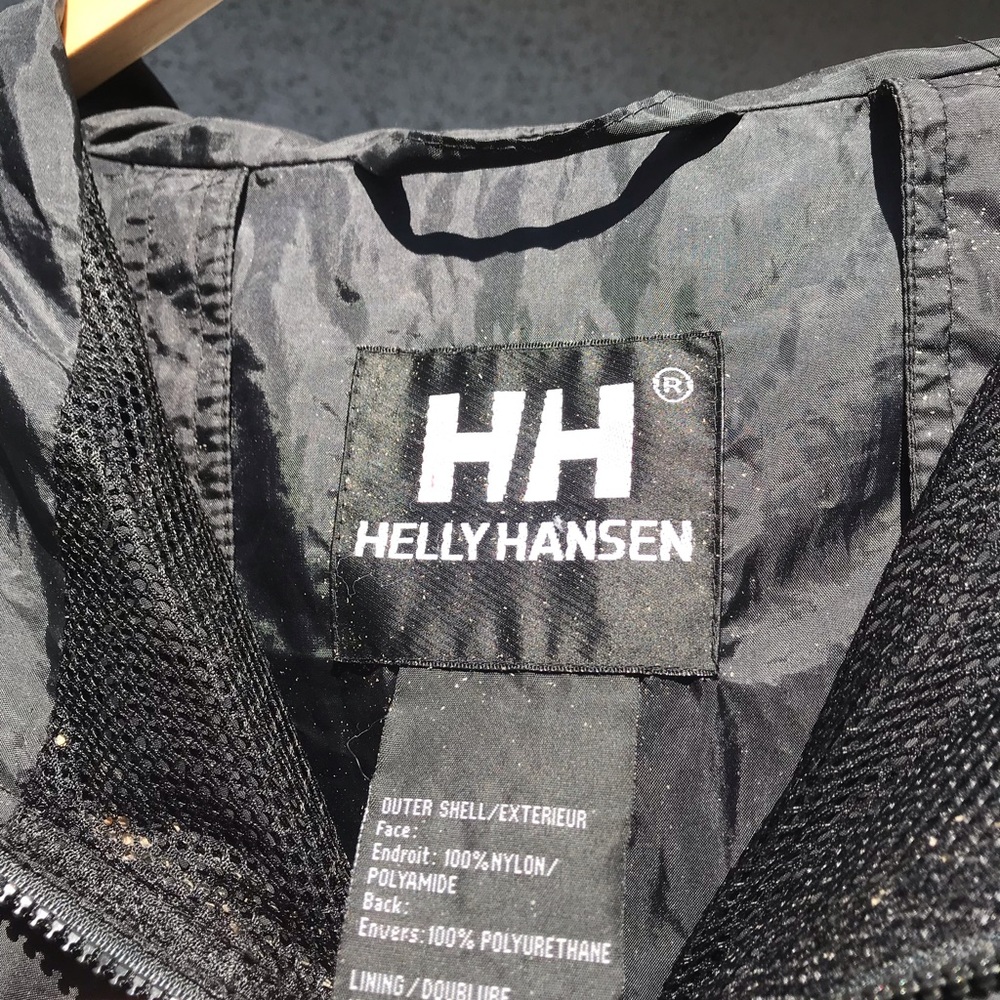 HH ®
HELLY HANSEN
OUTER SHELL/EXTERIEUR
Face:
Endroit: 100%NYLON/
POLYAMIDE
Back:
Envers: 100% POLYURETHANE
LINING/DOUBLURE